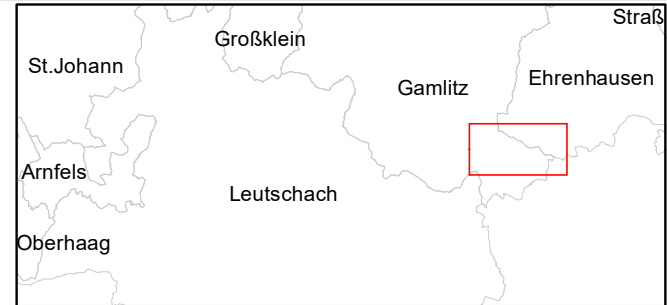 Straß
Großklein
St.Johann
Ehrenhausen
Gamlitz
Arnfels
Leutschach
Oberhaag